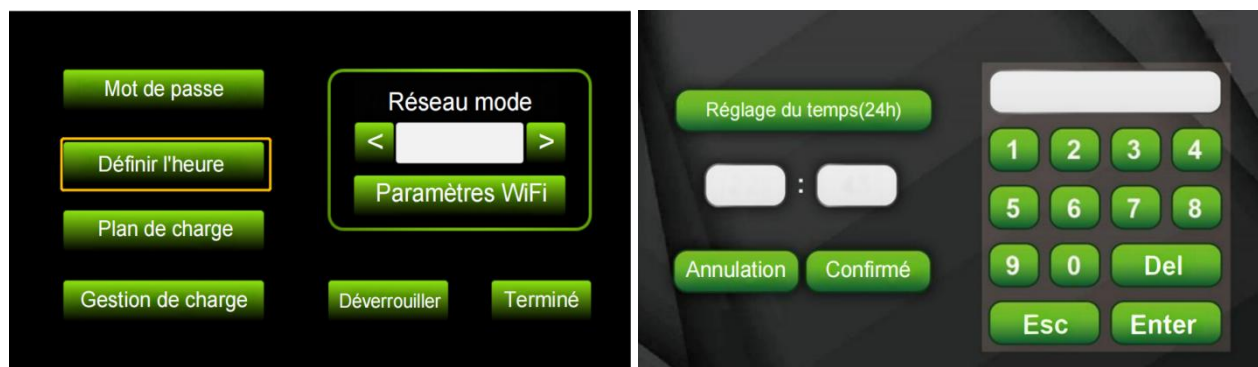 Mot de passe
Définir l'heure
Plan de charge
Gestion de charge
Réseau mode
< >
Paramètres WiFi
Déverrouiller Terminé
Réglage du temps(24h)
:
Annulation Confirmé
1 2 3 4
5 6 7 8
9 0 Del
Esc Enter